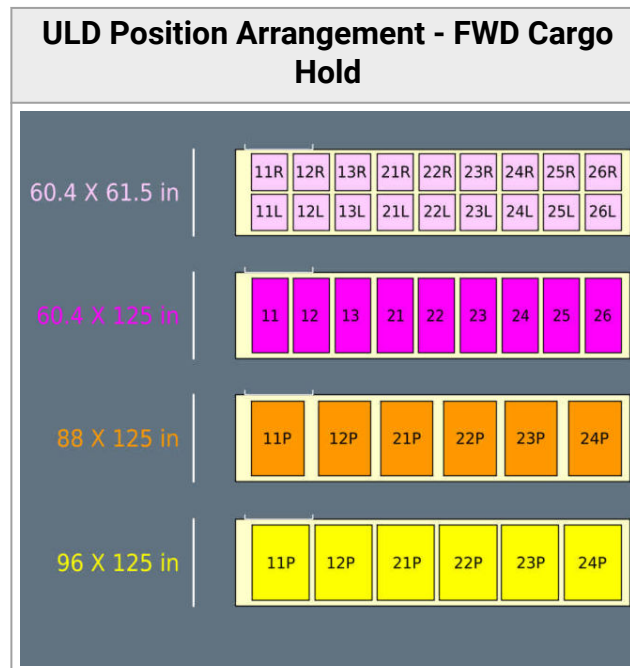 ULD Position Arrangement - FWD Cargo
Hold
60.4 X 61.5 in
11R 12R 13R 21R 22R 23R 24R 25R 26R
11L 12L 13L 21L 22L 23L 24L 25L 26L
60.4 X 125 in
11 12 13 21 22 23 24 25 26
88 X 125 in
11P 12P 21P 22P 23P 24P
96 X 125 in
11P 12P 21P 22P 23P 24P